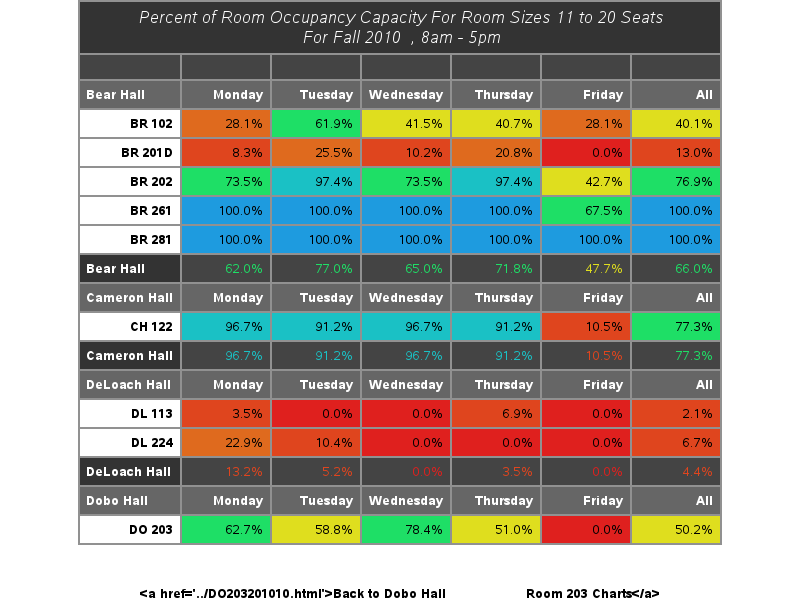 Percent of Room Occupancy Capacity For Room Sizes 11 to 20 Seats
For Fall 2010 , 8am - 5pm
Bear Hall Monday Tuesday Wednesday Thursday Friday All
BR 102 28.1% 61.9% 41.5% 40.7% 28.1% 40.1%
BR 201D 8.3% 25.5% 10.2% 20.8% 0.0% 13.0%
BR 202 73.5% 97.4% 73.5% 97.4% 42.7% 76.9%
BR 261 100.0% 100.0% 100.0% 100.0% 67.5% 100.0%
BR 281 100.0% 100.0% 100.0% 100.0% 100.0% 100.0%
Bear Hall 62.0% 77.0% 65.0% 71.8% 47.7% 66.0%
Cameron Hall Monday Tuesday Wednesday Thursday Friday All
CH 122 96.7% 91.2% 96.7% 91.2% 10.5% 77.3%
Cameron Hall 96.7% 91.2% 96.7% 91.2% 10.5% 77.3%
DeLoach Hall Monday Tuesday Wednesday Thursday Friday All
DL 113 3.5% 0.0% 0.0% 6.9% 0.0% 2.1%
DL 224 22.9% 10.4% 0.0% 0.0% 0.0% 6.7%
DeLoach Hall 13.2% 5.2% 0.0% 3.5% 0.0% 4.4%
Dobo Hall Monday Tuesday Wednesday Thursday Friday All
DO 203 62.7% 58.8% 78.4% 51.0% 0.0% 50.2%
<a href='../DO203201010.html'>Back to Dobo Hall Room 203 Charts</a>